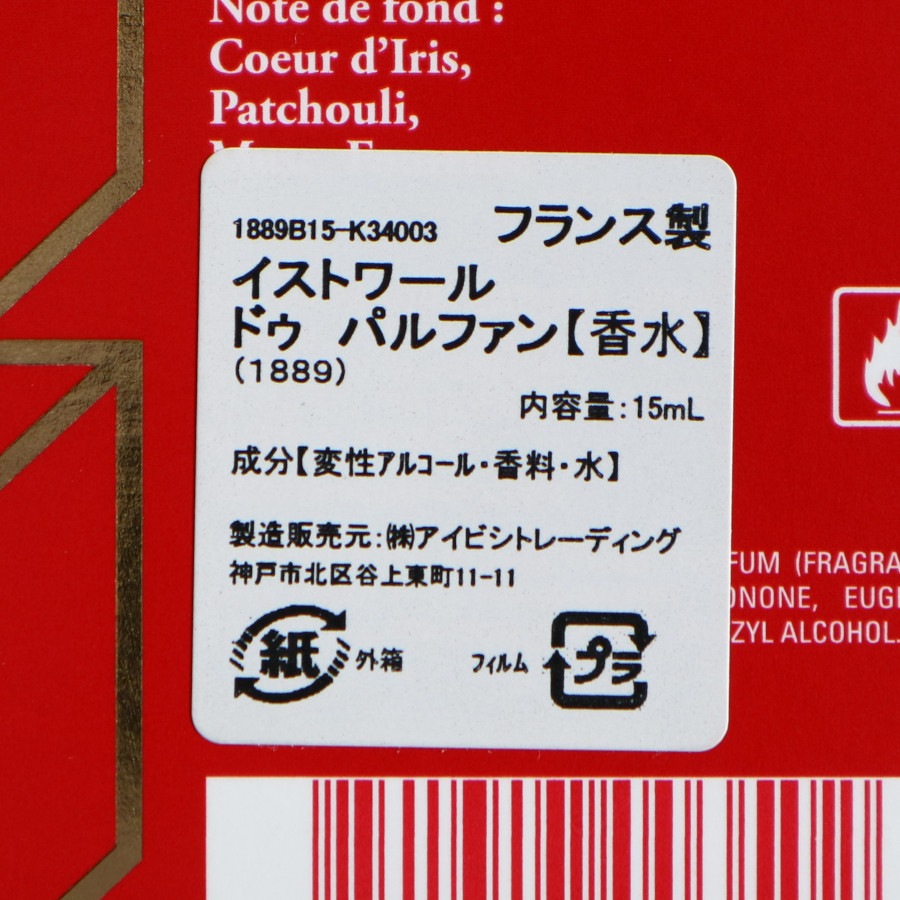 Note de fond :
Coeur d'Iris,
Patchouli,
1889B15-K34003 フランス製
イストワール
ドゥ パルファン【香水】
(1889)
内容量:15mL
成分【変性アルコール・香料・水】
製造販売元:㈱アイビシトレーディング
神戸市北区谷上東町11-11
紙 外箱 フィルム プラ
FUM (FRAGRA
ONONE, EUGE
ZYL ALCOHOL.